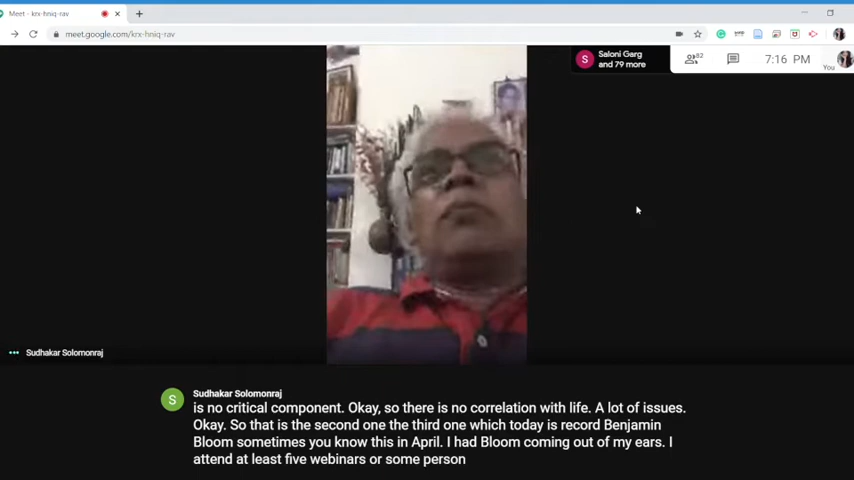 Meet - krx-hniq-rav
meet.google.com/krx-hniq-rav
S
Saloni Garg
and 79 more
82
7:16 PM
You
Sudhakar Solomonraj
S
Sudhakar Solomonraj
is no critical component. Okay, so there is no correlation with life. A lot of issues.
Okay. So that is the second one the third one which today is record Benjamin
Bloom sometimes you know this in April. I had Bloom coming out of my ears. I
attend at least five webinars or some person